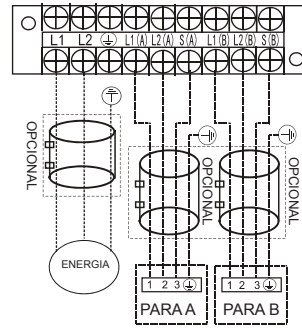 L1 L2 L1(A) L2(A) S(A) L1(B) L2(B) S(B)
OPCIONAL
OPCIONAL
OPCIONAL
ENERGIA
1 2 3
1 2 3
PARA A
PARA B